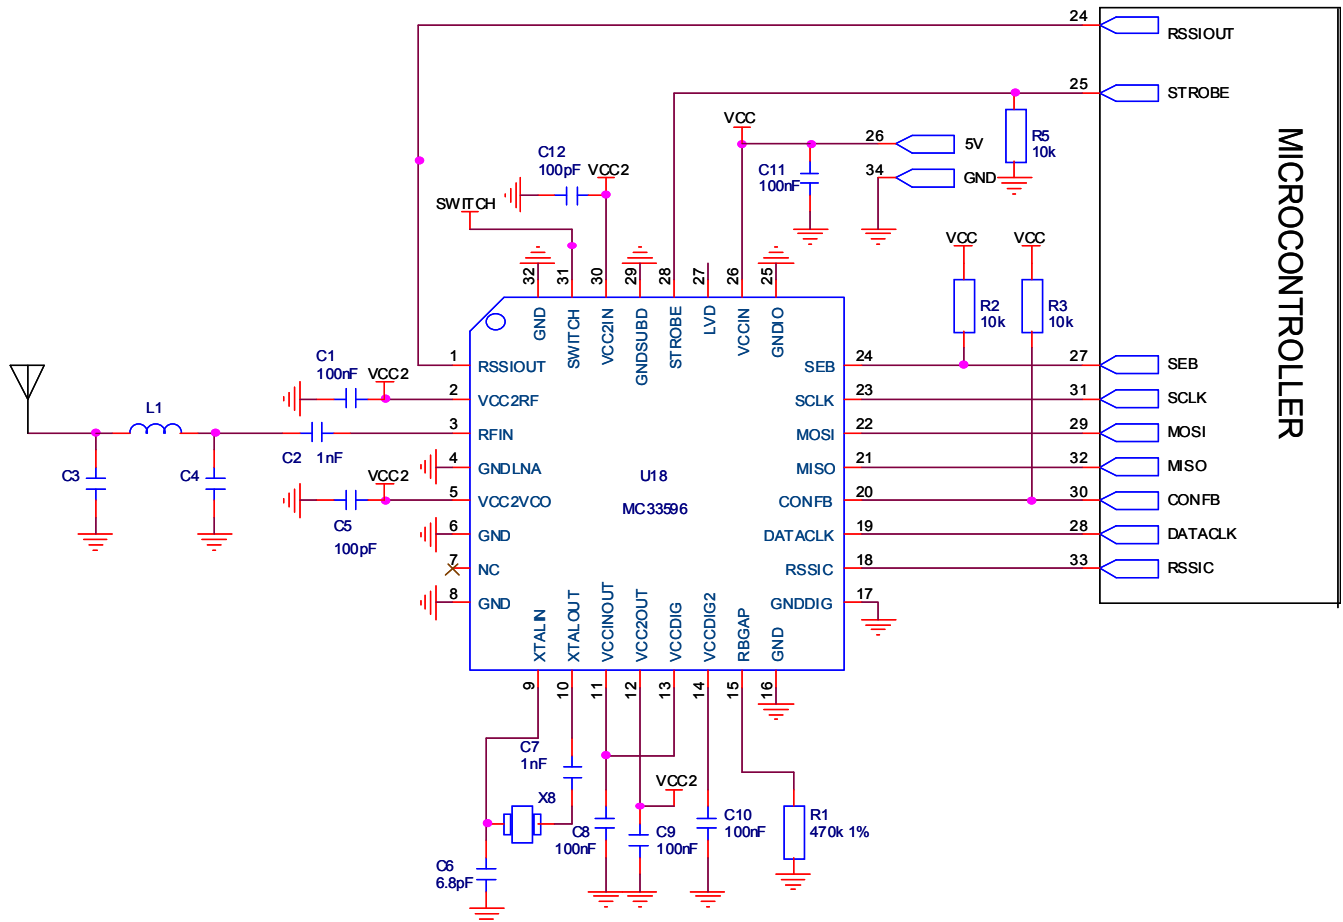 24
RSSIOUT
25
STROBE
VCC
26
5V
R5
10k
C12
100pF
VCC2
C11
100nF
34
GND
SWITCH
MICROCONTROLLER
32
31
30
29
28
27
26
25
VCC
VCC
GND
SWITCH
VCC2IN
GNDSUBD
STROBE
LVD
VCCIN
GNDIO
R2
10k
R3
10k
C1
100nF
VCC2
1
RSSIOUT
SEB
24
27
SEB
2
VCC2RF
SCLK
23
31
SCLK
L1
C2
1nF
3
RFIN
MOSI
22
29
MOSI
C3
C4
VCC2
4
GNDLNA
U18
MISO
21
32
MISO
C5
100pF
5
VCC2VCO
MC33596
CONFB
20
30
CONFB
6
GND
DATACLK
19
28
DATACLK
7
NC
RSSIC
18
33
RSSIC
8
GND
GNDDIG
17
XTALIN
XTALOUT
VCCINOUT
VCC2OUT
VCCDIG
VCCDIG2
RBGAP
GND
9
10
11
12
13
14
15
16
C7
1nF
VCC2
X8
C8
100nF
C9
100nF
C10
100nF
R1
470k 1%
C6
6.8pF